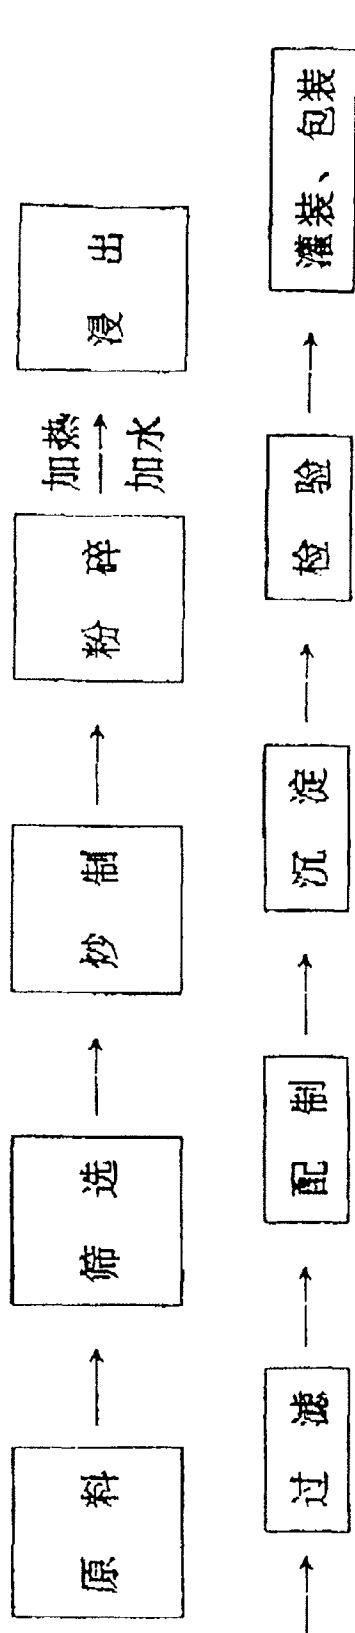 原料
筛选
炒制
粉碎
加热
加水
浸出
过滤
配制
沉淀
检验
灌装、包装